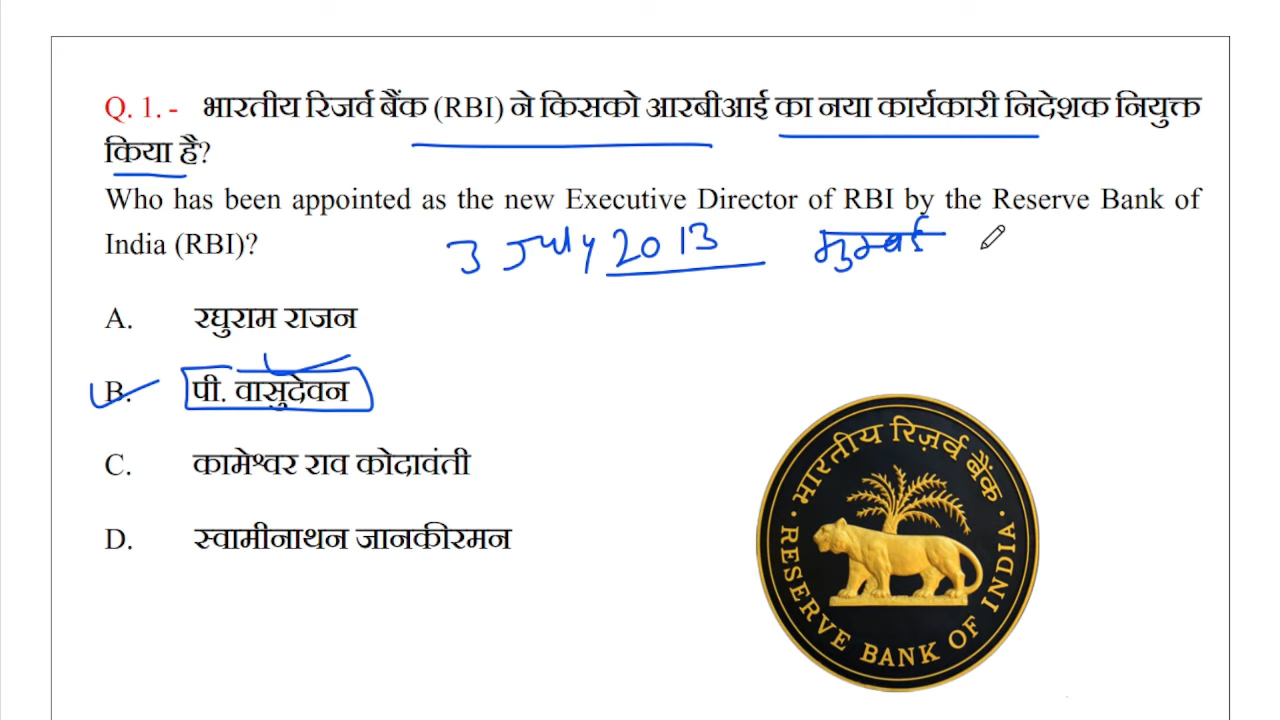 Q. 1. - भारतीय रिजर्व बैंक (RBI) ने किसको आरबीआई का नया कार्यकारी निदेशक नियुक्त
किया है?
Who has been appointed as the new Executive Director of RBI by the Reserve Bank of
India (RBI)?
3 July 2013 मुम्बई
A. रघुराम राजन
B. पी. वासुदेवन
C. कामेश्वर राव कोदावंती
D. स्वामीनाथन जानकीरमन
भारतीय रिज़र्व बैंक
RESERVE BANK OF INDIA